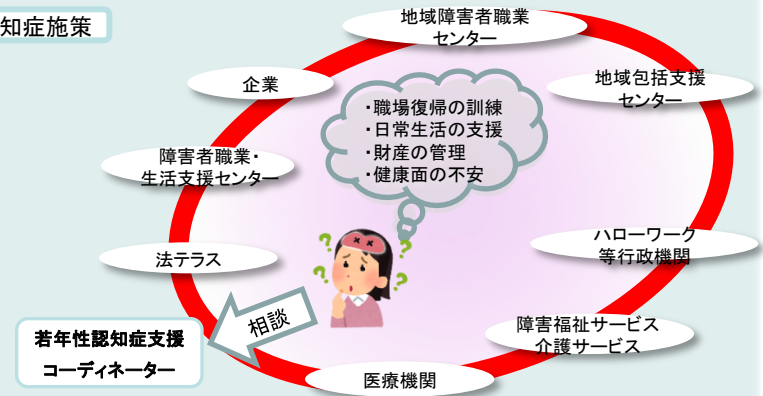 知症施策
地域障害者職業
センター
企業
地域包括支援
センター
・職場復帰の訓練
・日常生活の支援
・財産の管理
・健康面の不安
障害者職業・
生活支援センター
ハローワーク
等行政機関
法テラス
? ? ? ? ?
相談
障害福祉サービス
介護サービス
若年性認知症支援
コーディネーター
医療機関